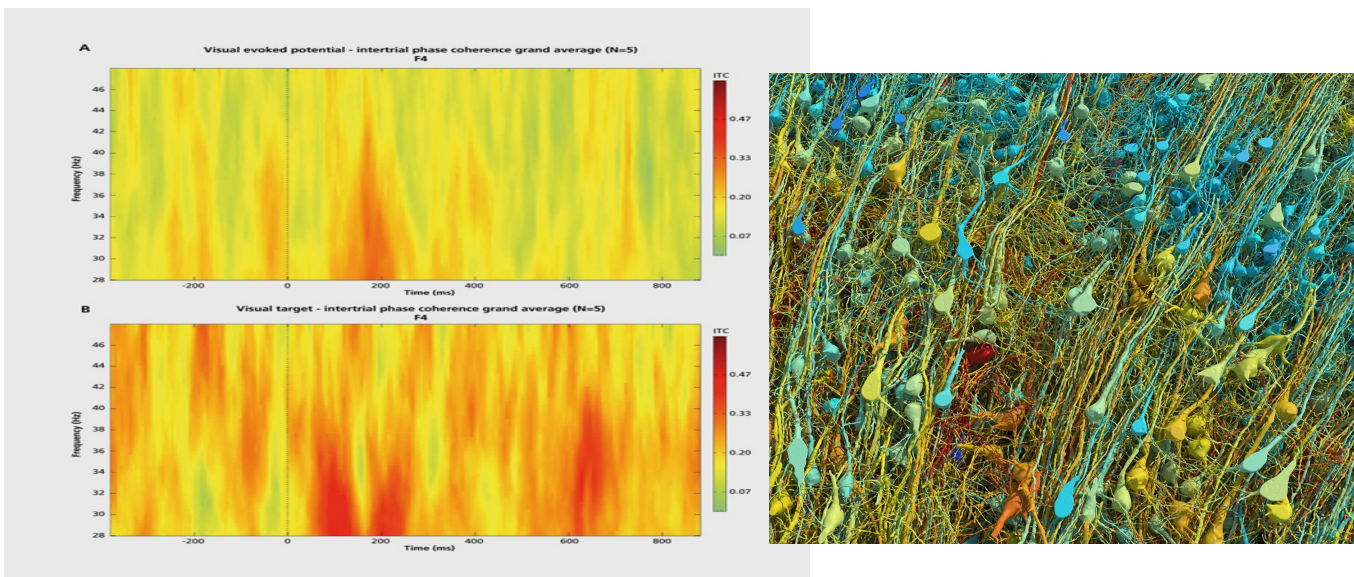 A
Visual evoked potential - intertrial phase coherence grand average (N=5)
F4
ITC
46
44
42
40
38
36
34
32
30
28
Frequency (Hz)
0.47
0.33
0.20
0.07
-200 0 200 400 600 800
Time (ms)
B
Visual target - intertrial phase coherence grand average (N=5)
F4
ITC
46
44
42
40
38
36
34
32
30
28
Frequency (Hz)
0.47
0.33
0.20
0.07
-200 0 200 400 600 800
Time (ms)